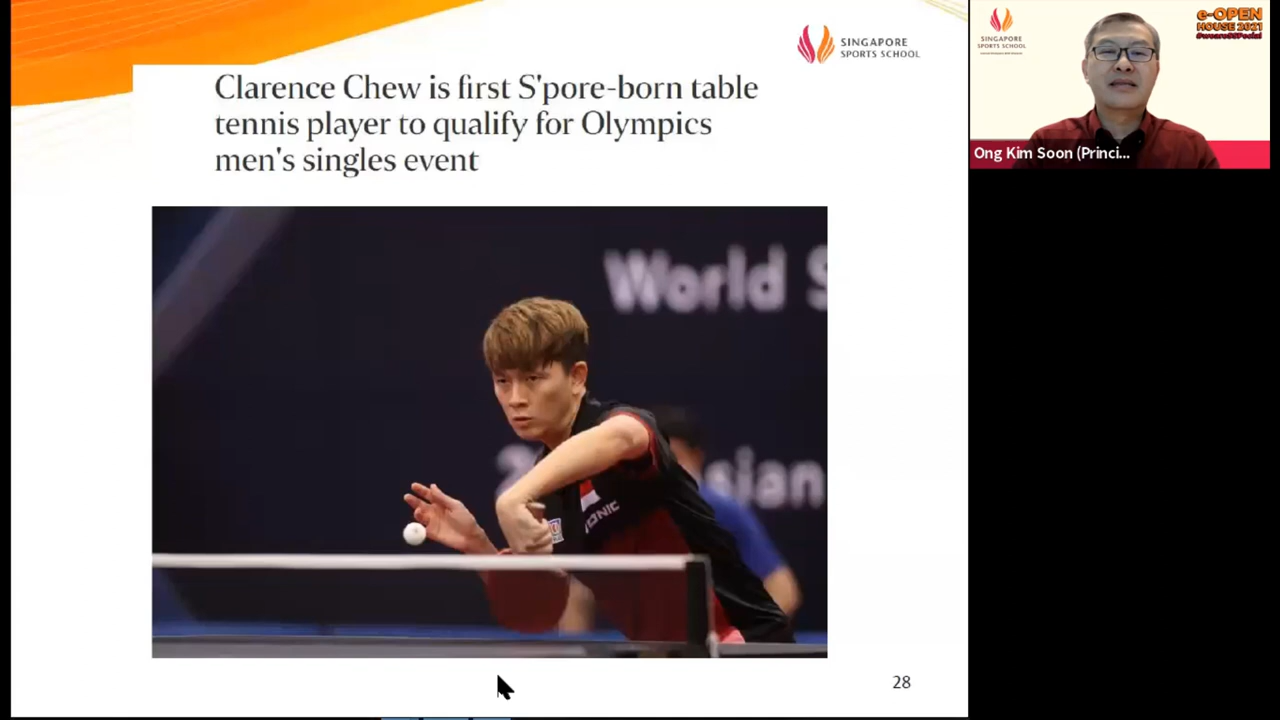 SINGAPORE
SPORTS SCHOOL
Clarence Chew is first S'pore-born table
tennis player to qualify for Olympics
men's singles event
World S
sian
28
SINGAPORE
SPORTS SCHOOL
e-OPEN
HOUSE 2021
#weareSSPecial
Ong Kim Soon (Princi...